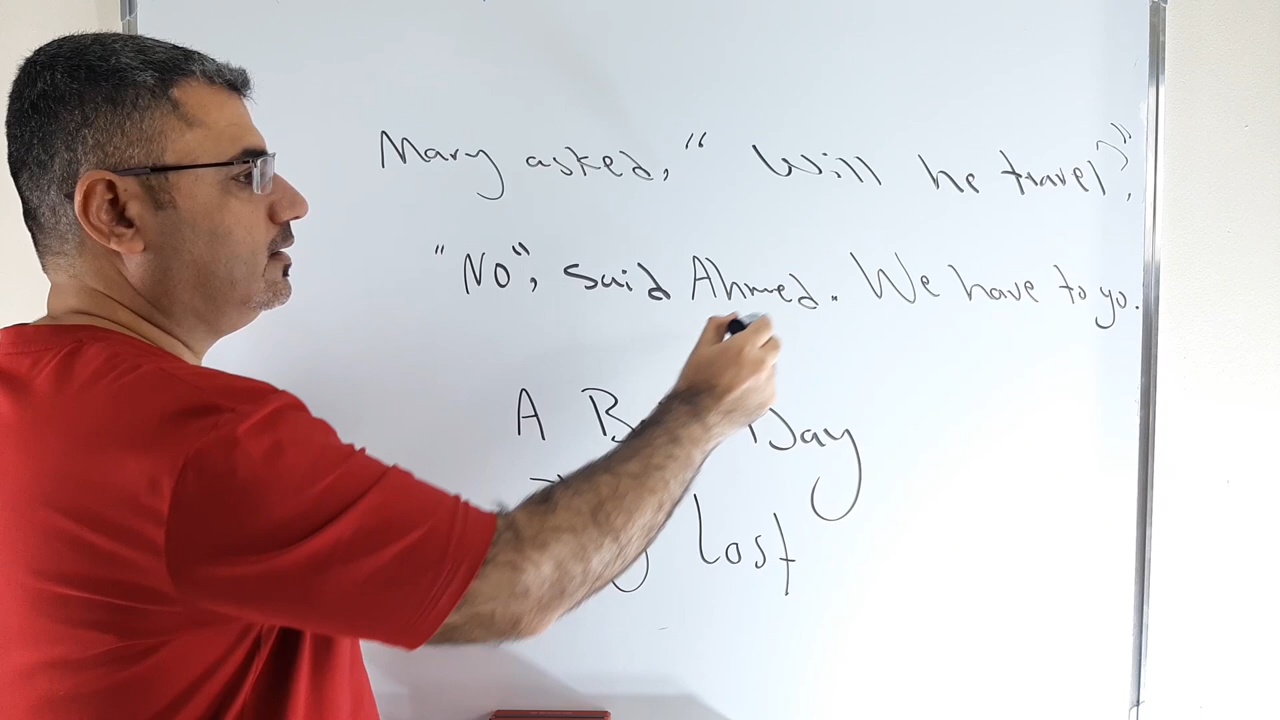 Mary asked, " Will he travel?",
"No", said Ahmed. We have to go.
A Day
Lost